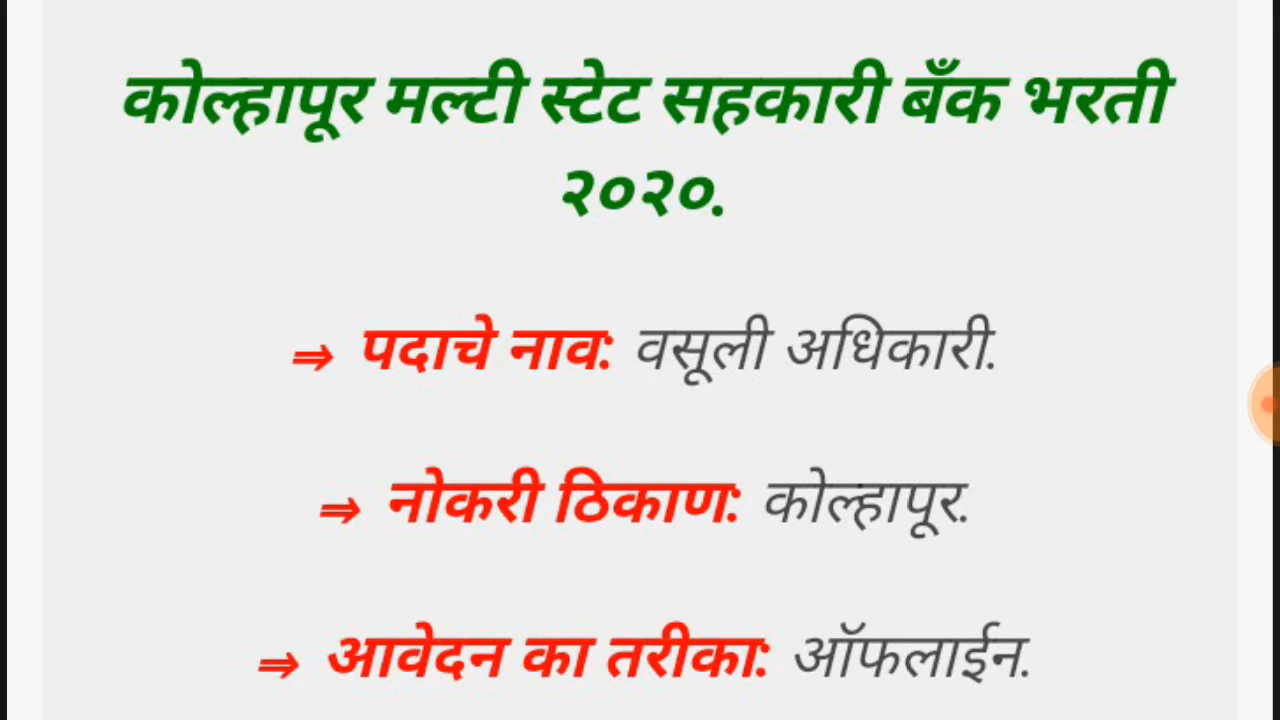 कोल्हापूर मल्टी स्टेट सहकारी बँक भरती
२०२०.
⇒ पदाचे नाव: वसूली अधिकारी.
⇒ नोकरी ठिकाण: कोल्हापूर.
⇒ आवेदन का तरीका: ऑफलाईन.